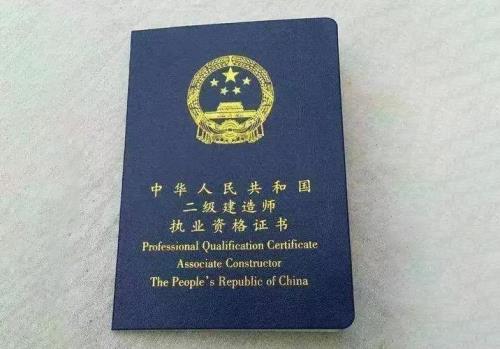 中华人民共和国
二级建造师
执业资格证书
Professional Qualification Certificate
Associate Constructor
The People's Republic of China